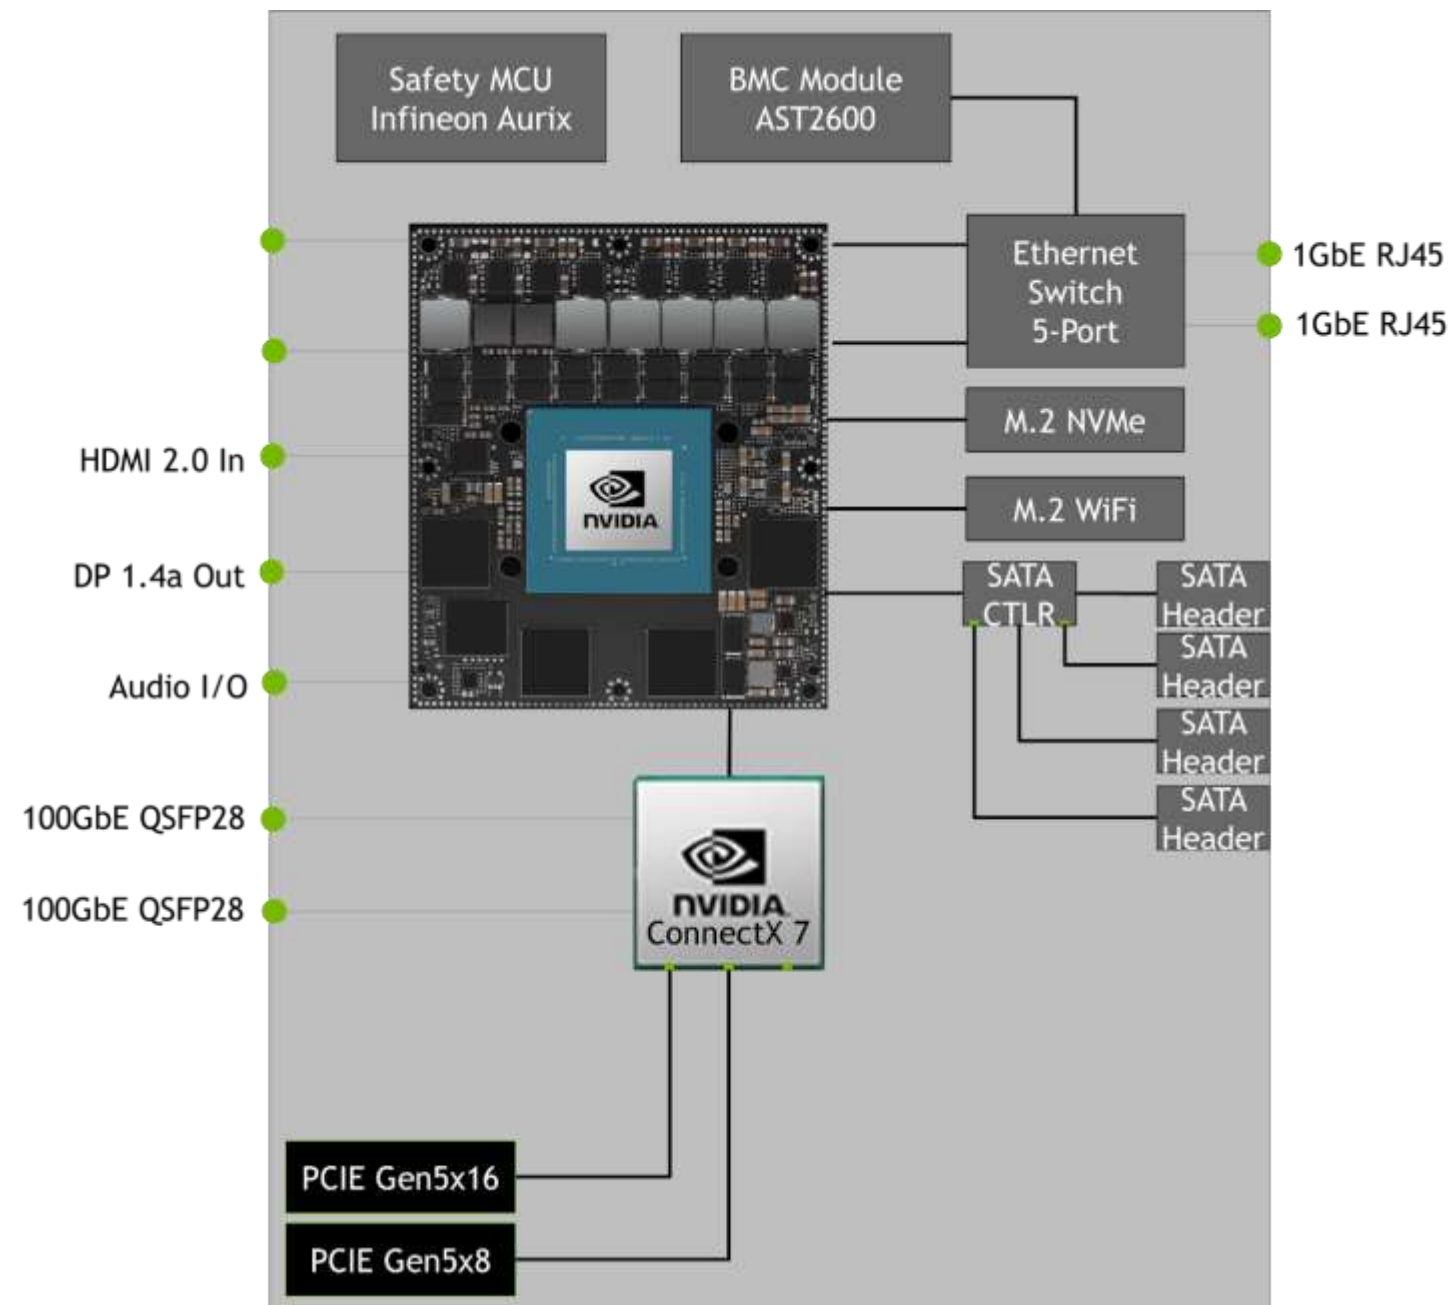 Safety MCU
Infineon Aurix
BMC Module
AST2600
Ethernet
Switch
5-Port
1GbE RJ45
1GbE RJ45
M.2 NVMe
HDMI 2.0 In
nVIDIA
M.2 WiFi
DP 1.4a Out
SATA
CTLR
SATA
Header
SATA
Header
Audio I/O
SATA
Header
SATA
Header
100GbE QSFP28
100GbE QSFP28
nVIDIA.
ConnectX 7
PCIE Gen5x16
PCIE Gen5x8